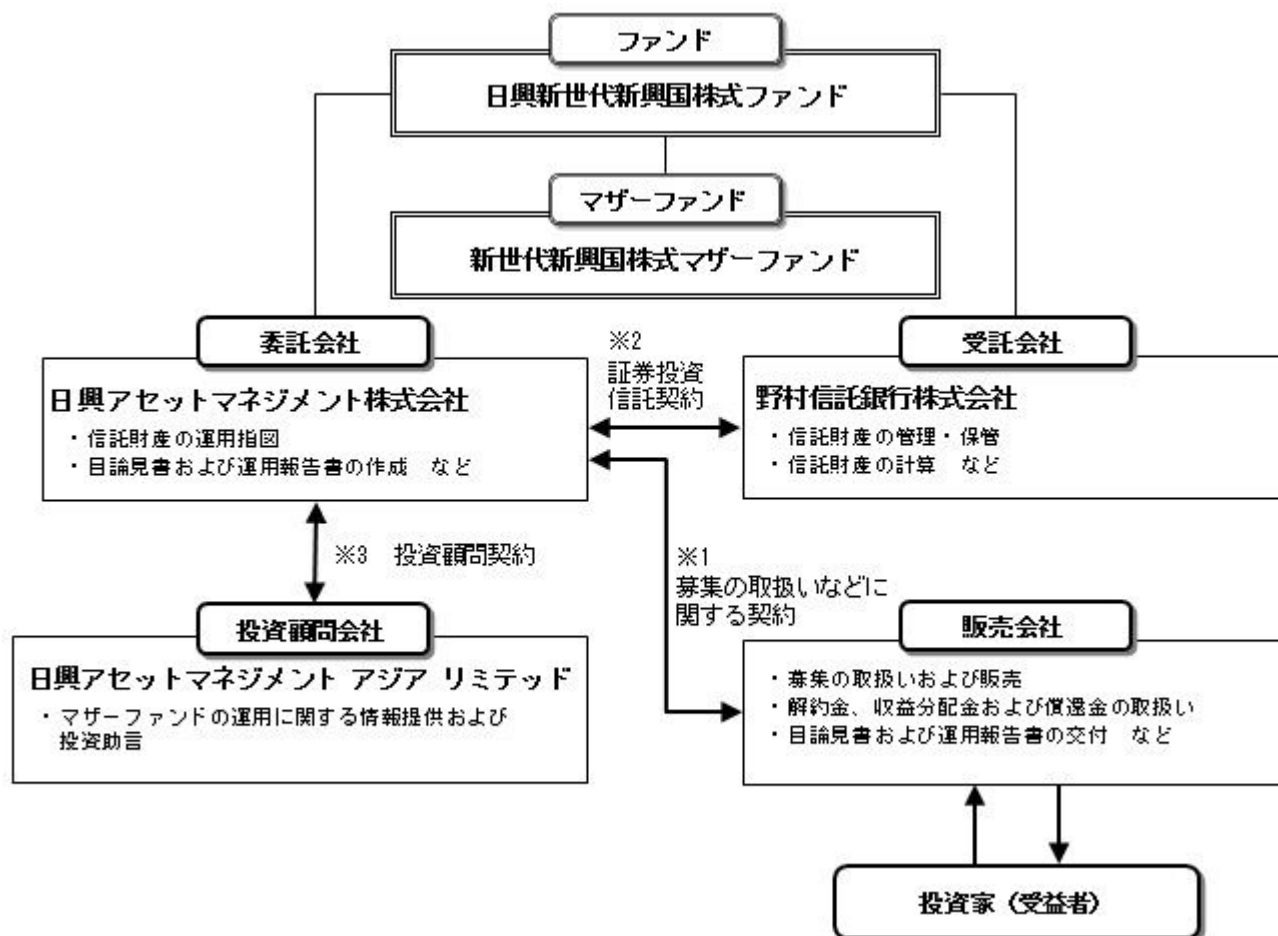 ファンド
日興新世代新興国株式ファンド
マザーファンド
新世代新興国株式マザーファンド
委託会社
日興アセットマネジメント株式会社
・信託財産の運用指図
・目論見書および運用報告書の作成　など
※2
証券投資
信託契約
受託会社
野村信託銀行株式会社
・信託財産の管理・保管
・信託財産の計算　など
※3　投資顧問契約
※1
募集の取扱いなどに
関する契約
投資顧問会社
日興アセットマネジメント アジア リミテッド
・マザーファンドの運用に関する情報提供および
投資助言
販売会社
・募集の取扱いおよび販売
・解約金、収益分配金および償還金の取扱い
・目論見書および運用報告書の交付　など
投資家（受益者）